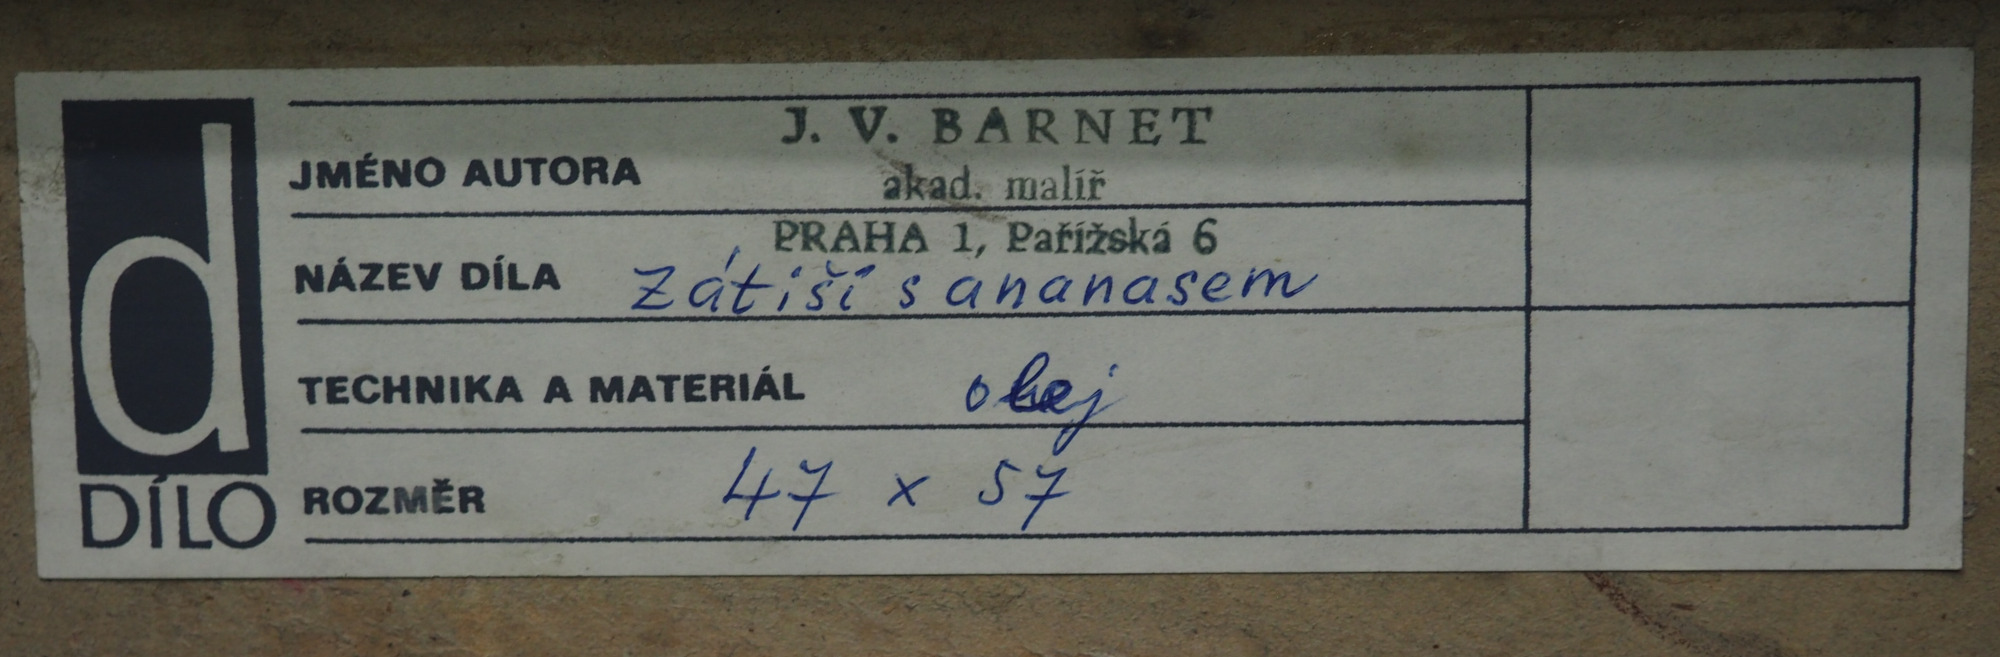 d
DÍLO
J. V. BARNET
JMÉNO AUTORA akad. malíř
PRAHA 1, Pařížská 6
NÁZEV DÍLA Zátiší s ananasem
TECHNIKA A MATERIÁL olej
ROZMĚR 47 x 57